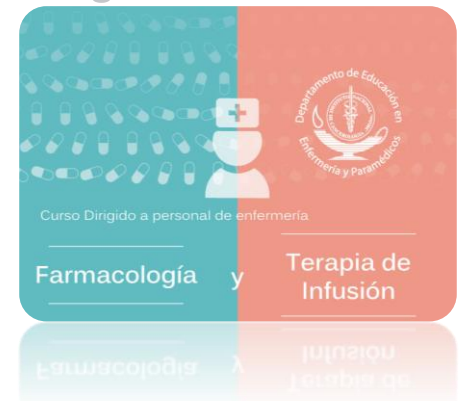 Departamento de Educación en
Enfermería y Paramédicos
Curso Dirigido a personal de enfermería
Farmacología y Terapia de
Infusión